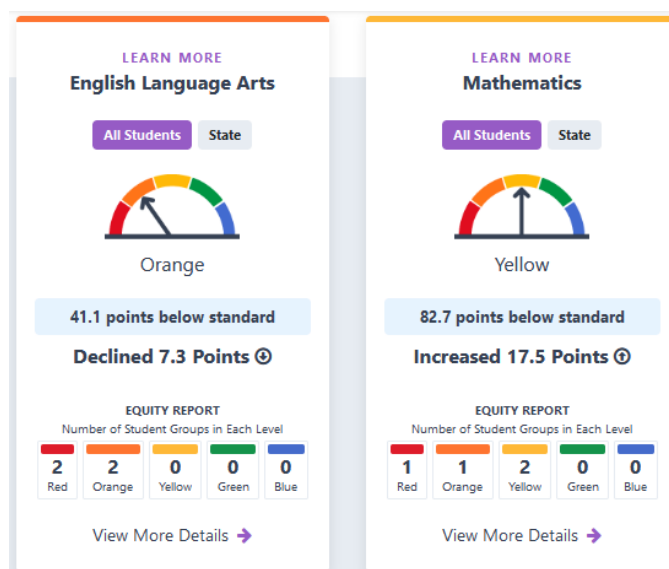 LEARN MORE
English Language Arts
All Students State
Orange
41.1 points below standard
Declined 7.3 Points
EQUITY REPORT
Number of Student Groups in Each Level
2 2 0 0 0
Red Orange Yellow Green Blue
View More Details
LEARN MORE
Mathematics
All Students State
Yellow
82.7 points below standard
Increased 17.5 Points
EQUITY REPORT
Number of Student Groups in Each Level
1 1 2 0 0
Red Orange Yellow Green Blue
View More Details